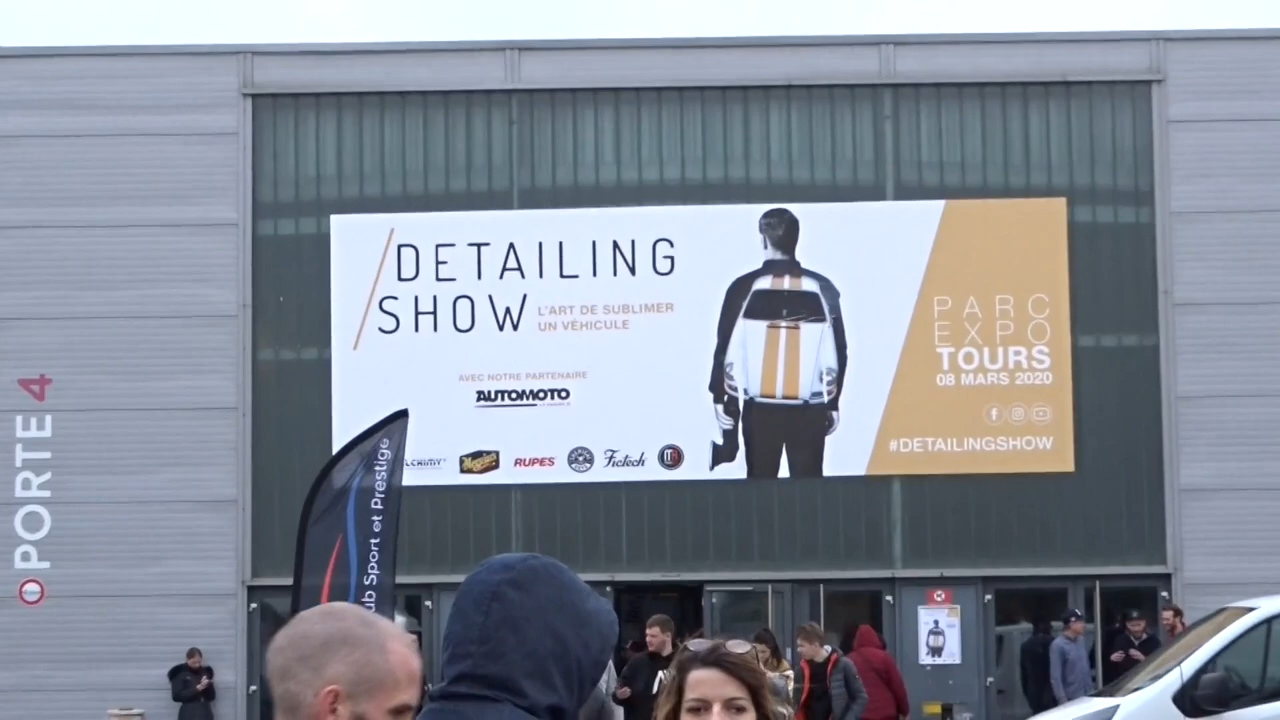 DETAILING
SHOW
L'ART DE SUBLIMER
UN VÉHICULE
AVEC NOTRE PARTENAIRE
AUTOMOTO
Meguiar's
RUPES
Fictech
PARC
EXPO
TOURS
08 MARS 2020
#DETAILINGSHOW
PORTE 4
Sport et Prestige